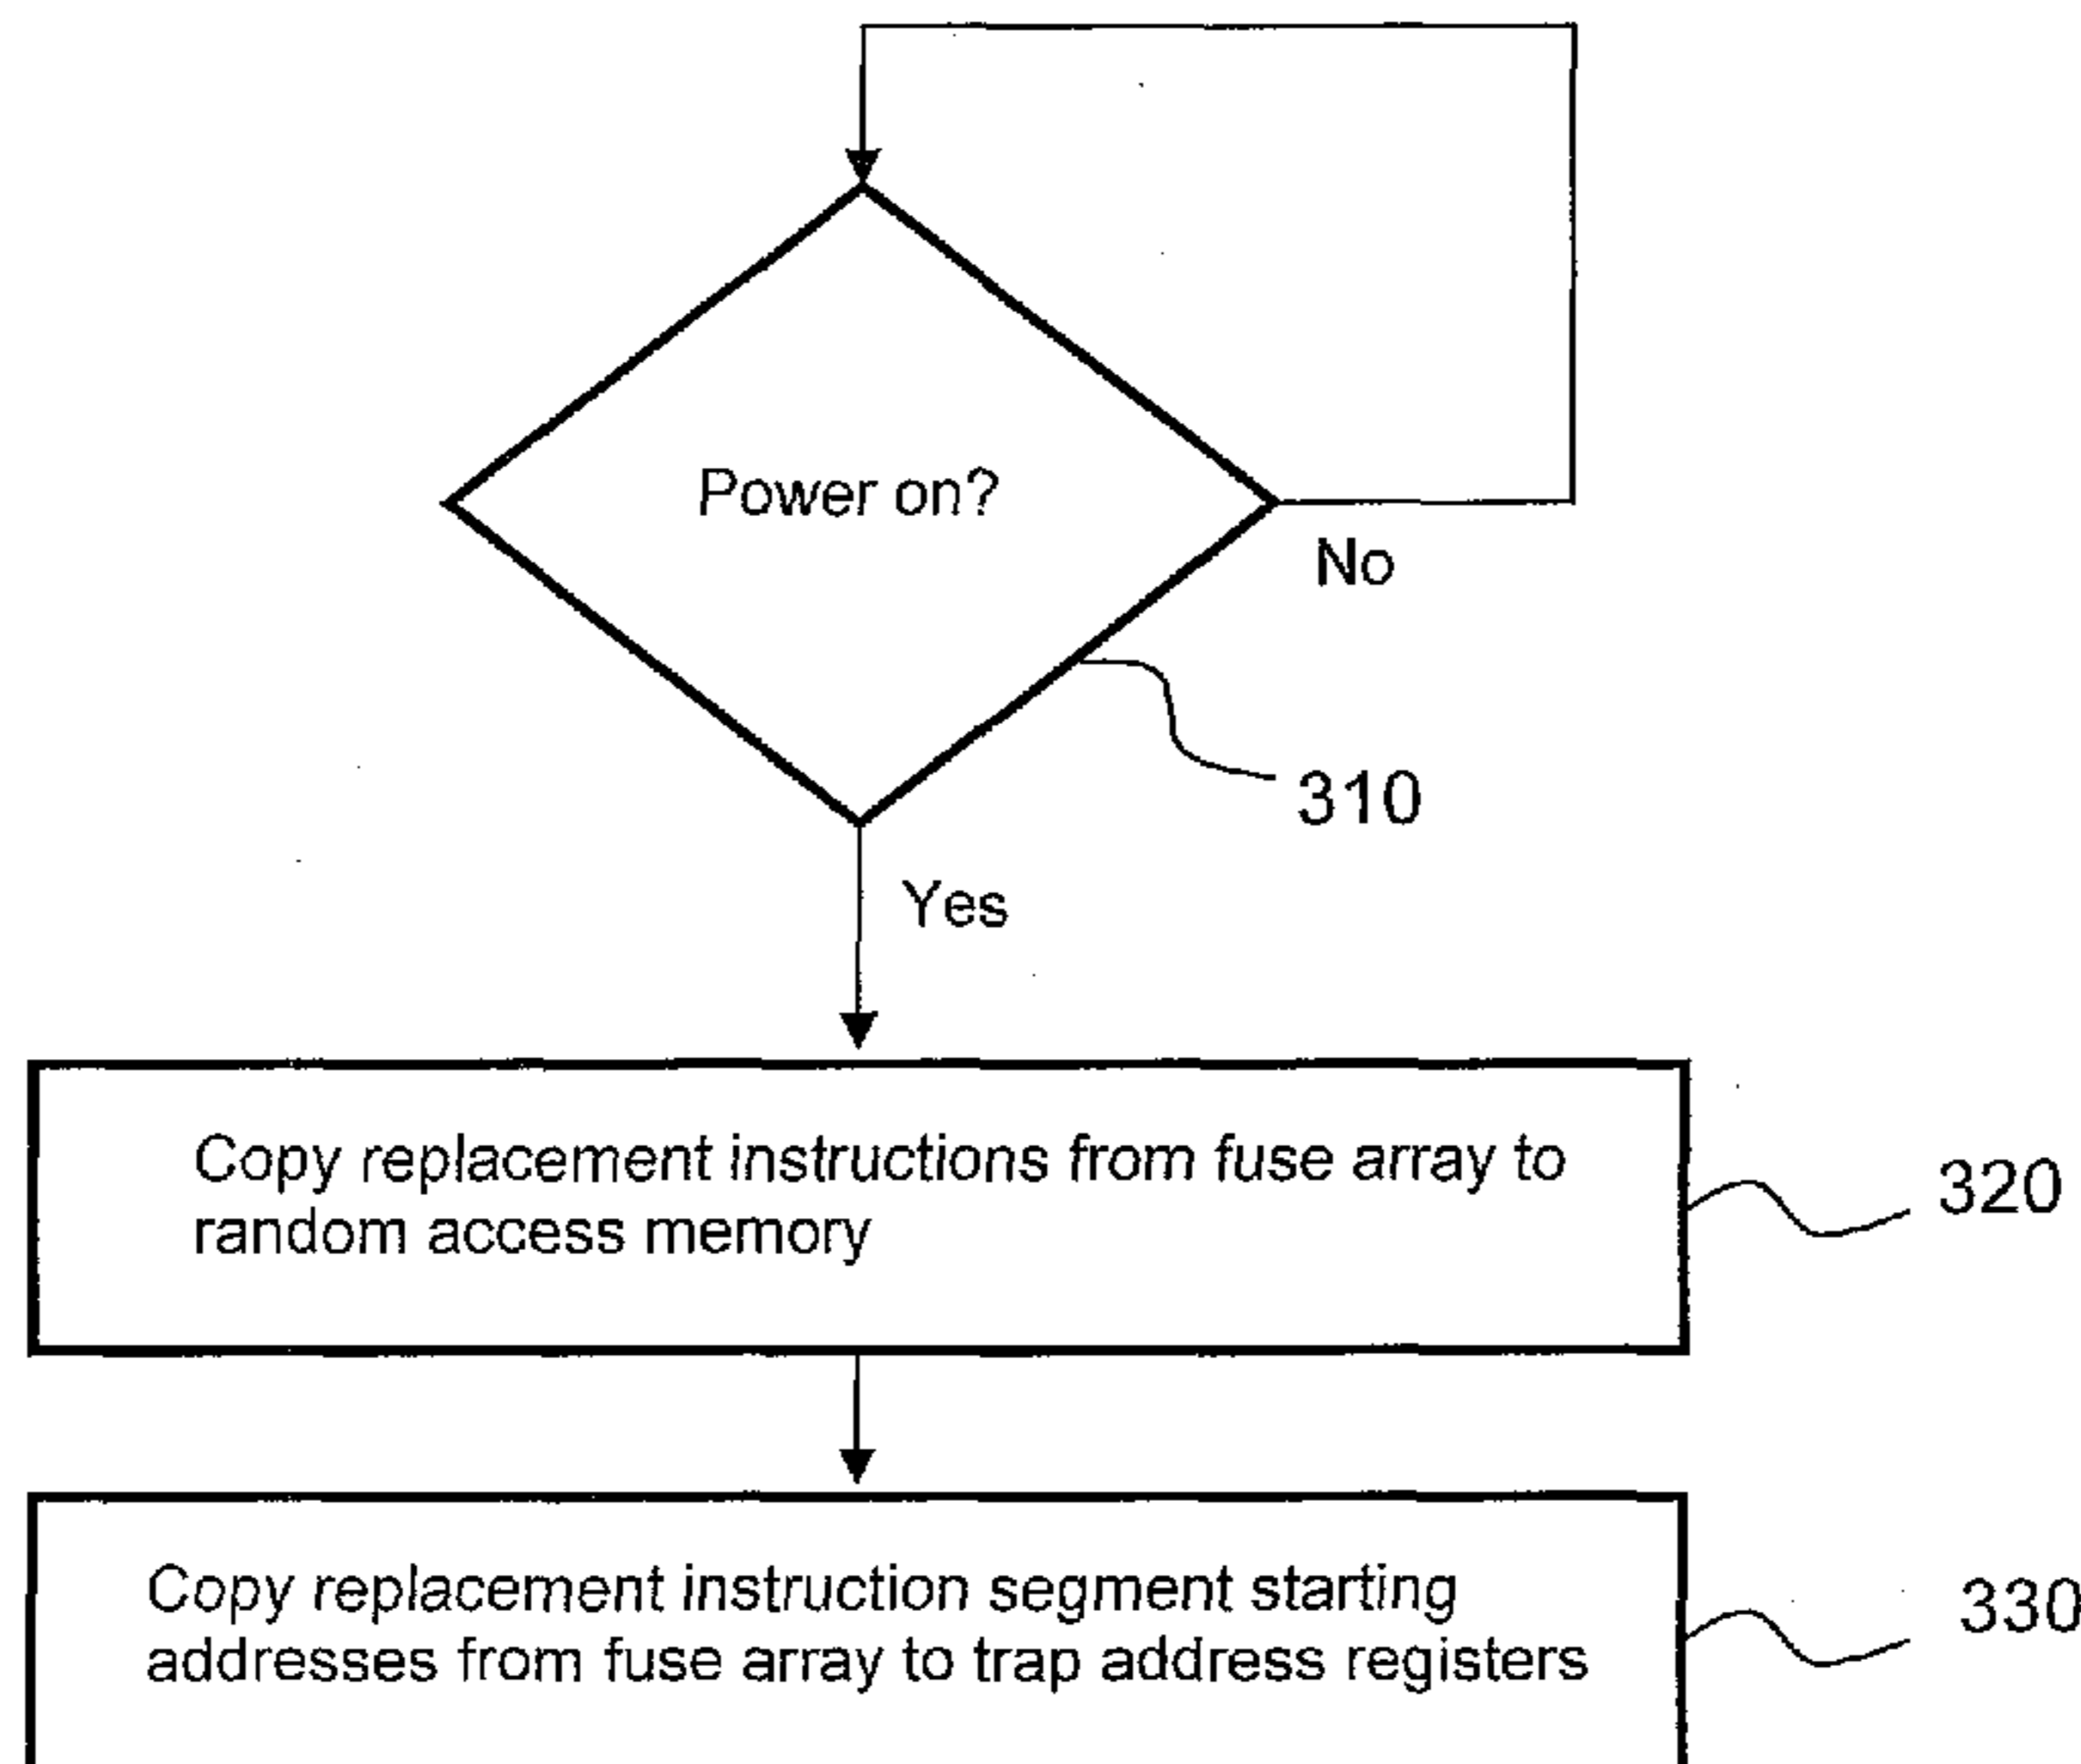 Power on?
No
310
Yes
Copy replacement instructions from fuse array to
random access memory
320
Copy replacement instruction segment starting
addresses from fuse array to trap address registers
330